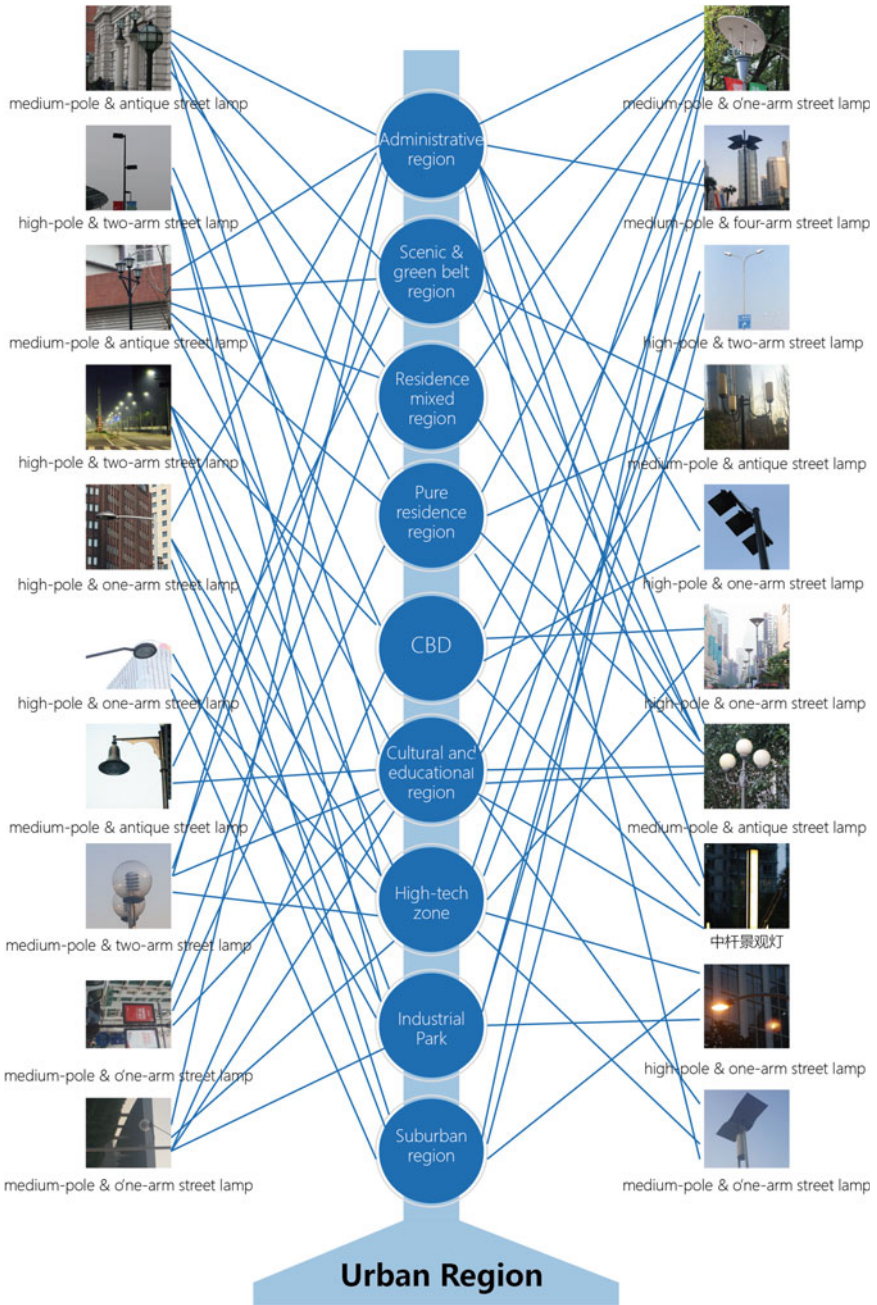 medium-pole & antique street lamp
high-pole & two-arm street lamp
medium-pole & antique street lamp
high-pole & two-arm street lamp
high-pole & one-arm street lamp
high-pole & one-arm street lamp
medium-pole & antique street lamp
medium-pole & two-arm street lamp
medium-pole & o'ne-arm street lamp
medium-pole & o'ne-arm street lamp
Administrative
region
Scenic &
green belt
region
Residence
mixed
region
Pure
residence
region
CBD
Cultural and
educational
region
High-tech
zone
Industrial
Park
Suburban
region
medium-pole & o'ne-arm street lamp
medium-pole & four-arm street lamp
high-pole & two-arm street lamp
medium-pole & antique street lamp
high-pole & one-arm street lamp
high-pole & one-arm street lamp
medium-pole & antique street lamp
中杆景观灯
high-pole & one-arm street lamp
medium-pole & o'ne-arm street lamp
Urban Region